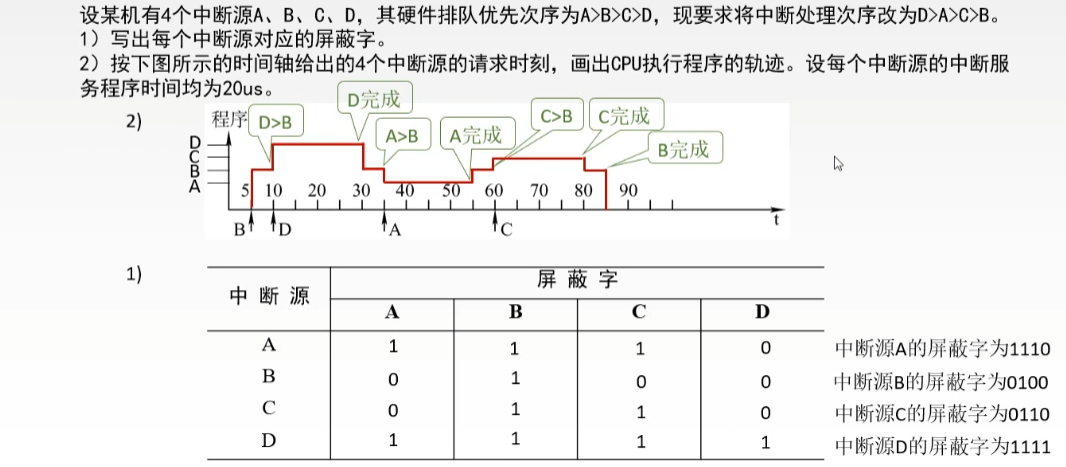 设某机有4个中断源A、B、C、D，其硬件排队优先次序为A>B>C>D，现要求将中断处理次序改为D>A>C>B。
1）写出每个中断源对应的屏蔽字。
2）按下图所示的时间轴给出的4个中断源的请求时刻，画出CPU执行程序的轨迹。设每个中断源的中断服
务程序时间均为20us。
2)
程序 D>B D完成 A>B A完成 C>B C完成 B完成
D
C
B
A
5 10 20 30 40 50 60 70 80 90
t
B D A C
1)
中断源 屏蔽字
A B C D
A 1 1 1 0 中断源A的屏蔽字为1110
B 0 1 0 0 中断源B的屏蔽字为0100
C 0 1 1 0 中断源C的屏蔽字为0110
D 1 1 1 1 中断源D的屏蔽字为1111